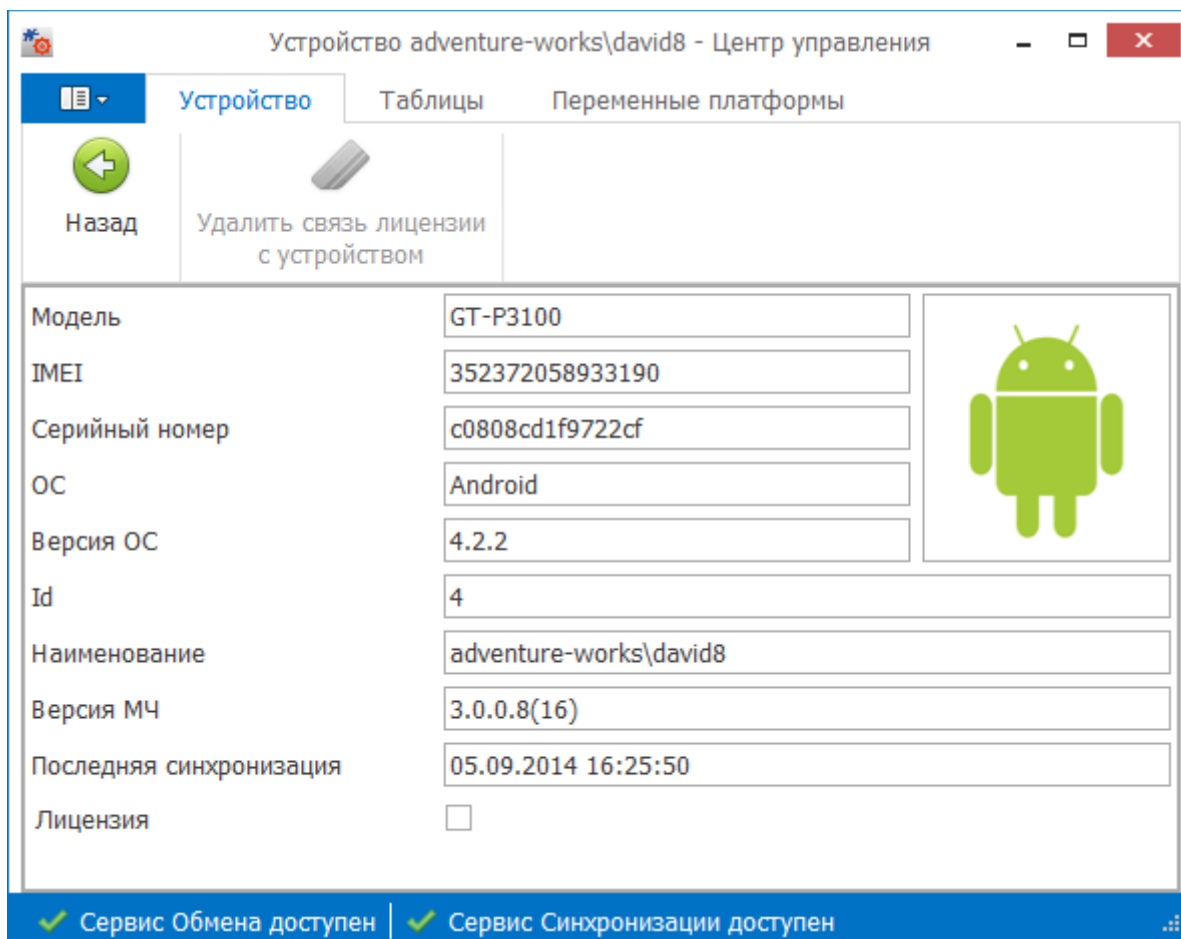 Устройство adventure-works\david8 - Центр управления
Устройство Таблицы Переменные платформы
Назад
Удалить связь лицензии
с устройством
Модель GT-P3100
IMEI 352372058933190
Серийный номер c0808cd1f9722cf
ОС Android
Версия ОС 4.2.2
Id 4
Наименование adventure-works\david8
Версия МЧ 3.0.0.8(16)
Последняя синхронизация 05.09.2014 16:25:50
Лицензия
Сервис Обмена доступен Сервис Синхронизации доступен